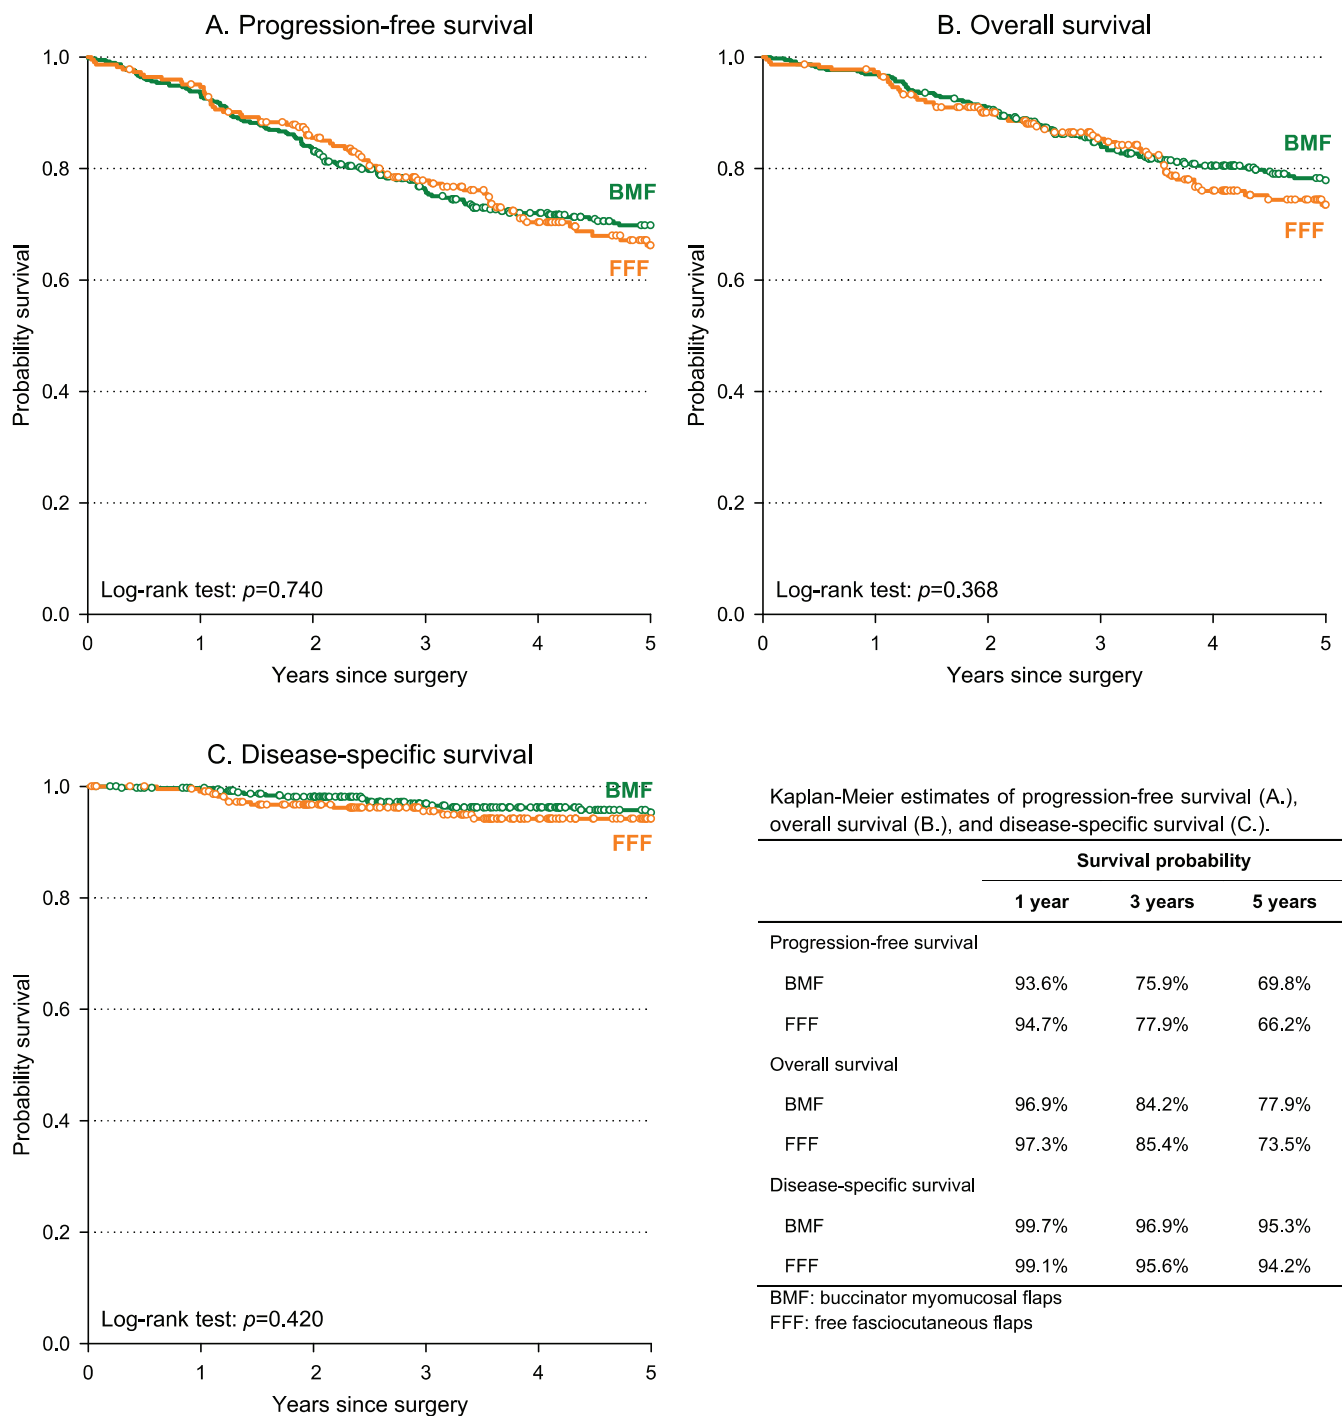 A. Progression-free survival
1.0
0.8
0.6
0.4
0.2
0.0
Probability survival
BMF
FFF
Log-rank test: p=0.740
0 1 2 3 4 5
Years since surgery
B. Overall survival
1.0
0.8
0.6
0.4
0.2
0.0
Probability survival
BMF
FFF
Log-rank test: p=0.368
0 1 2 3 4 5
Years since surgery
C. Disease-specific survival
1.0
0.8
0.6
0.4
0.2
0.0
Probability survival
BMF
FFF
Log-rank test: p=0.420
0 1 2 3 4 5
Years since surgery
Kaplan-Meier estimates of progression-free survival (A.),
overall survival (B.), and disease-specific survival (C.).
Survival probability
1 year 3 years 5 years
Progression-free survival
BMF 93.6% 75.9% 69.8%
FFF 94.7% 77.9% 66.2%
Overall survival
BMF 96.9% 84.2% 77.9%
FFF 97.3% 85.4% 73.5%
Disease-specific survival
BMF 99.7% 96.9% 95.3%
FFF 99.1% 95.6% 94.2%
BMF: buccinator myomucosal flaps
FFF: free fasciocutaneous flaps